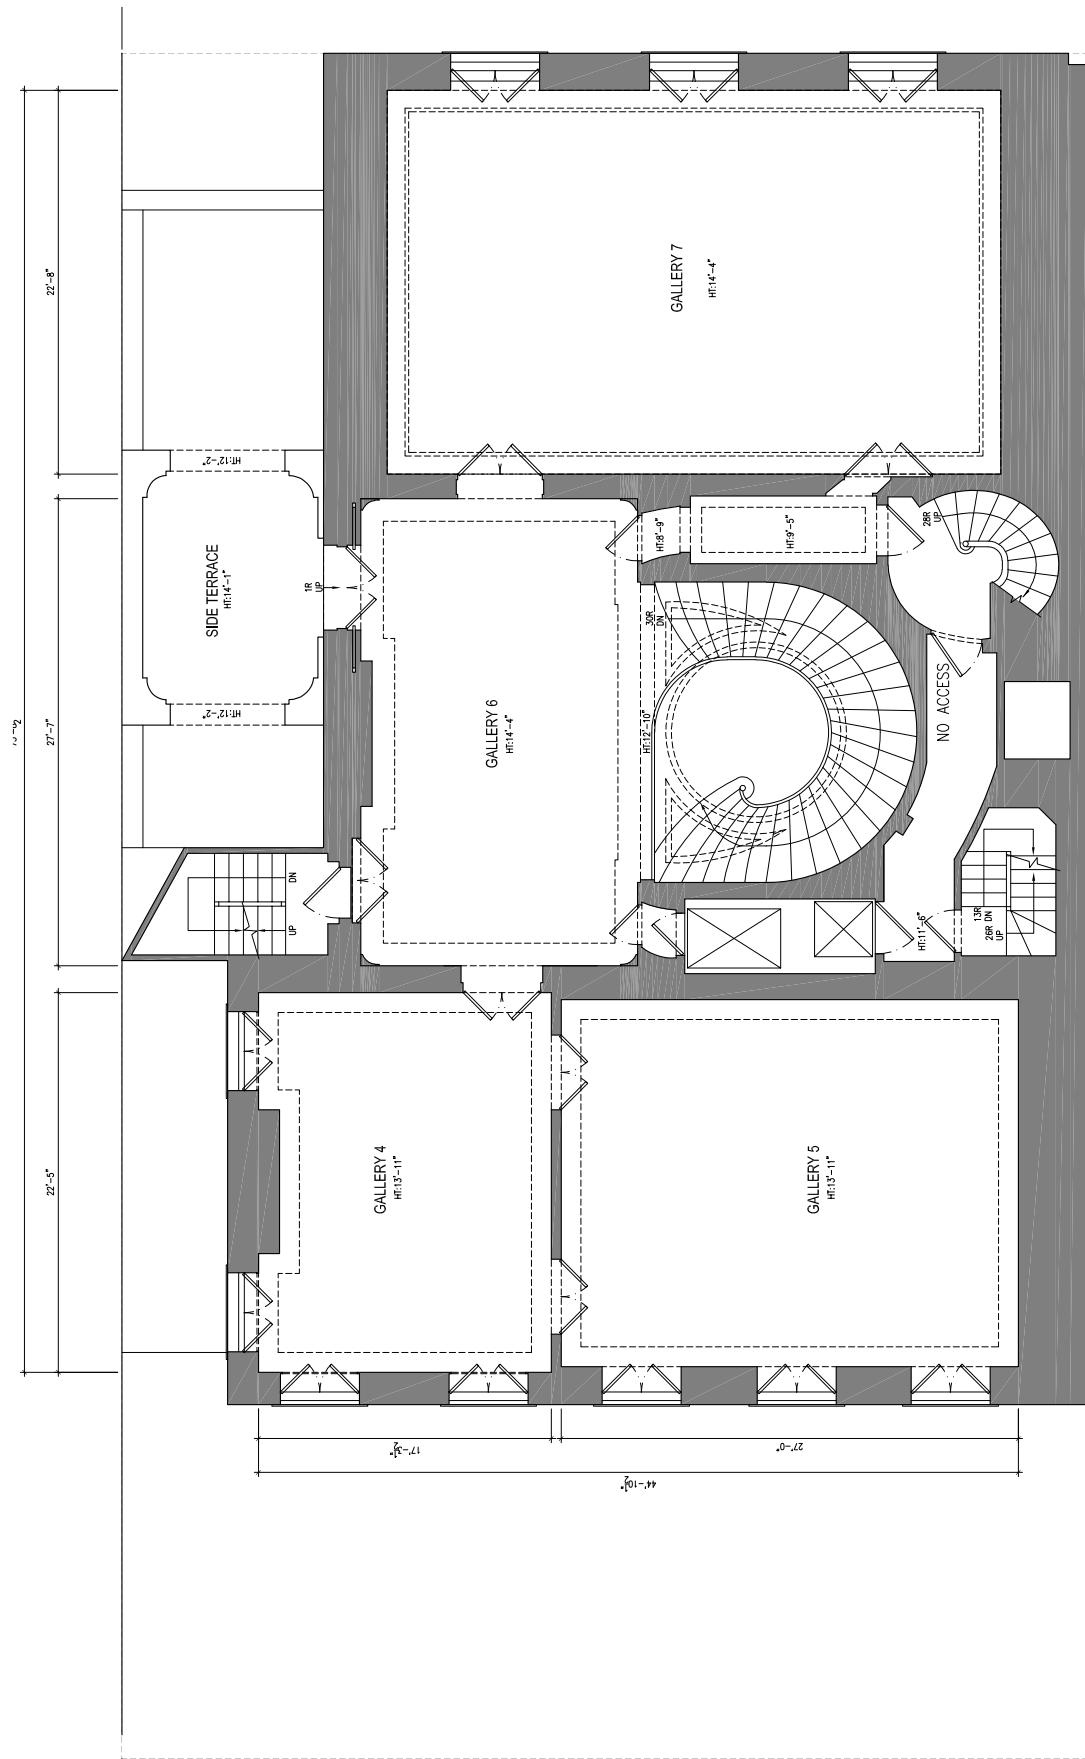 22'-8"
27'-7"
22'-5"
HT:12'-2"
SIDE TERRACE
HT:14'-1"
HT:12'-2"
1R
UP
DN
UP
GALLERY 7
HT:14'-4"
GALLERY 6
HT:14'-4"
HT:8'-9"
HT:9'-5"
28R
UP
30R
DN
HT:12'-10"
NO ACCESS
HT:11'-6"
13R
26R DN
UP
GALLERY 4
HT:13'-11"
GALLERY 5
HT:13'-11"
17'-3½"
27'-0"
44'-10½"